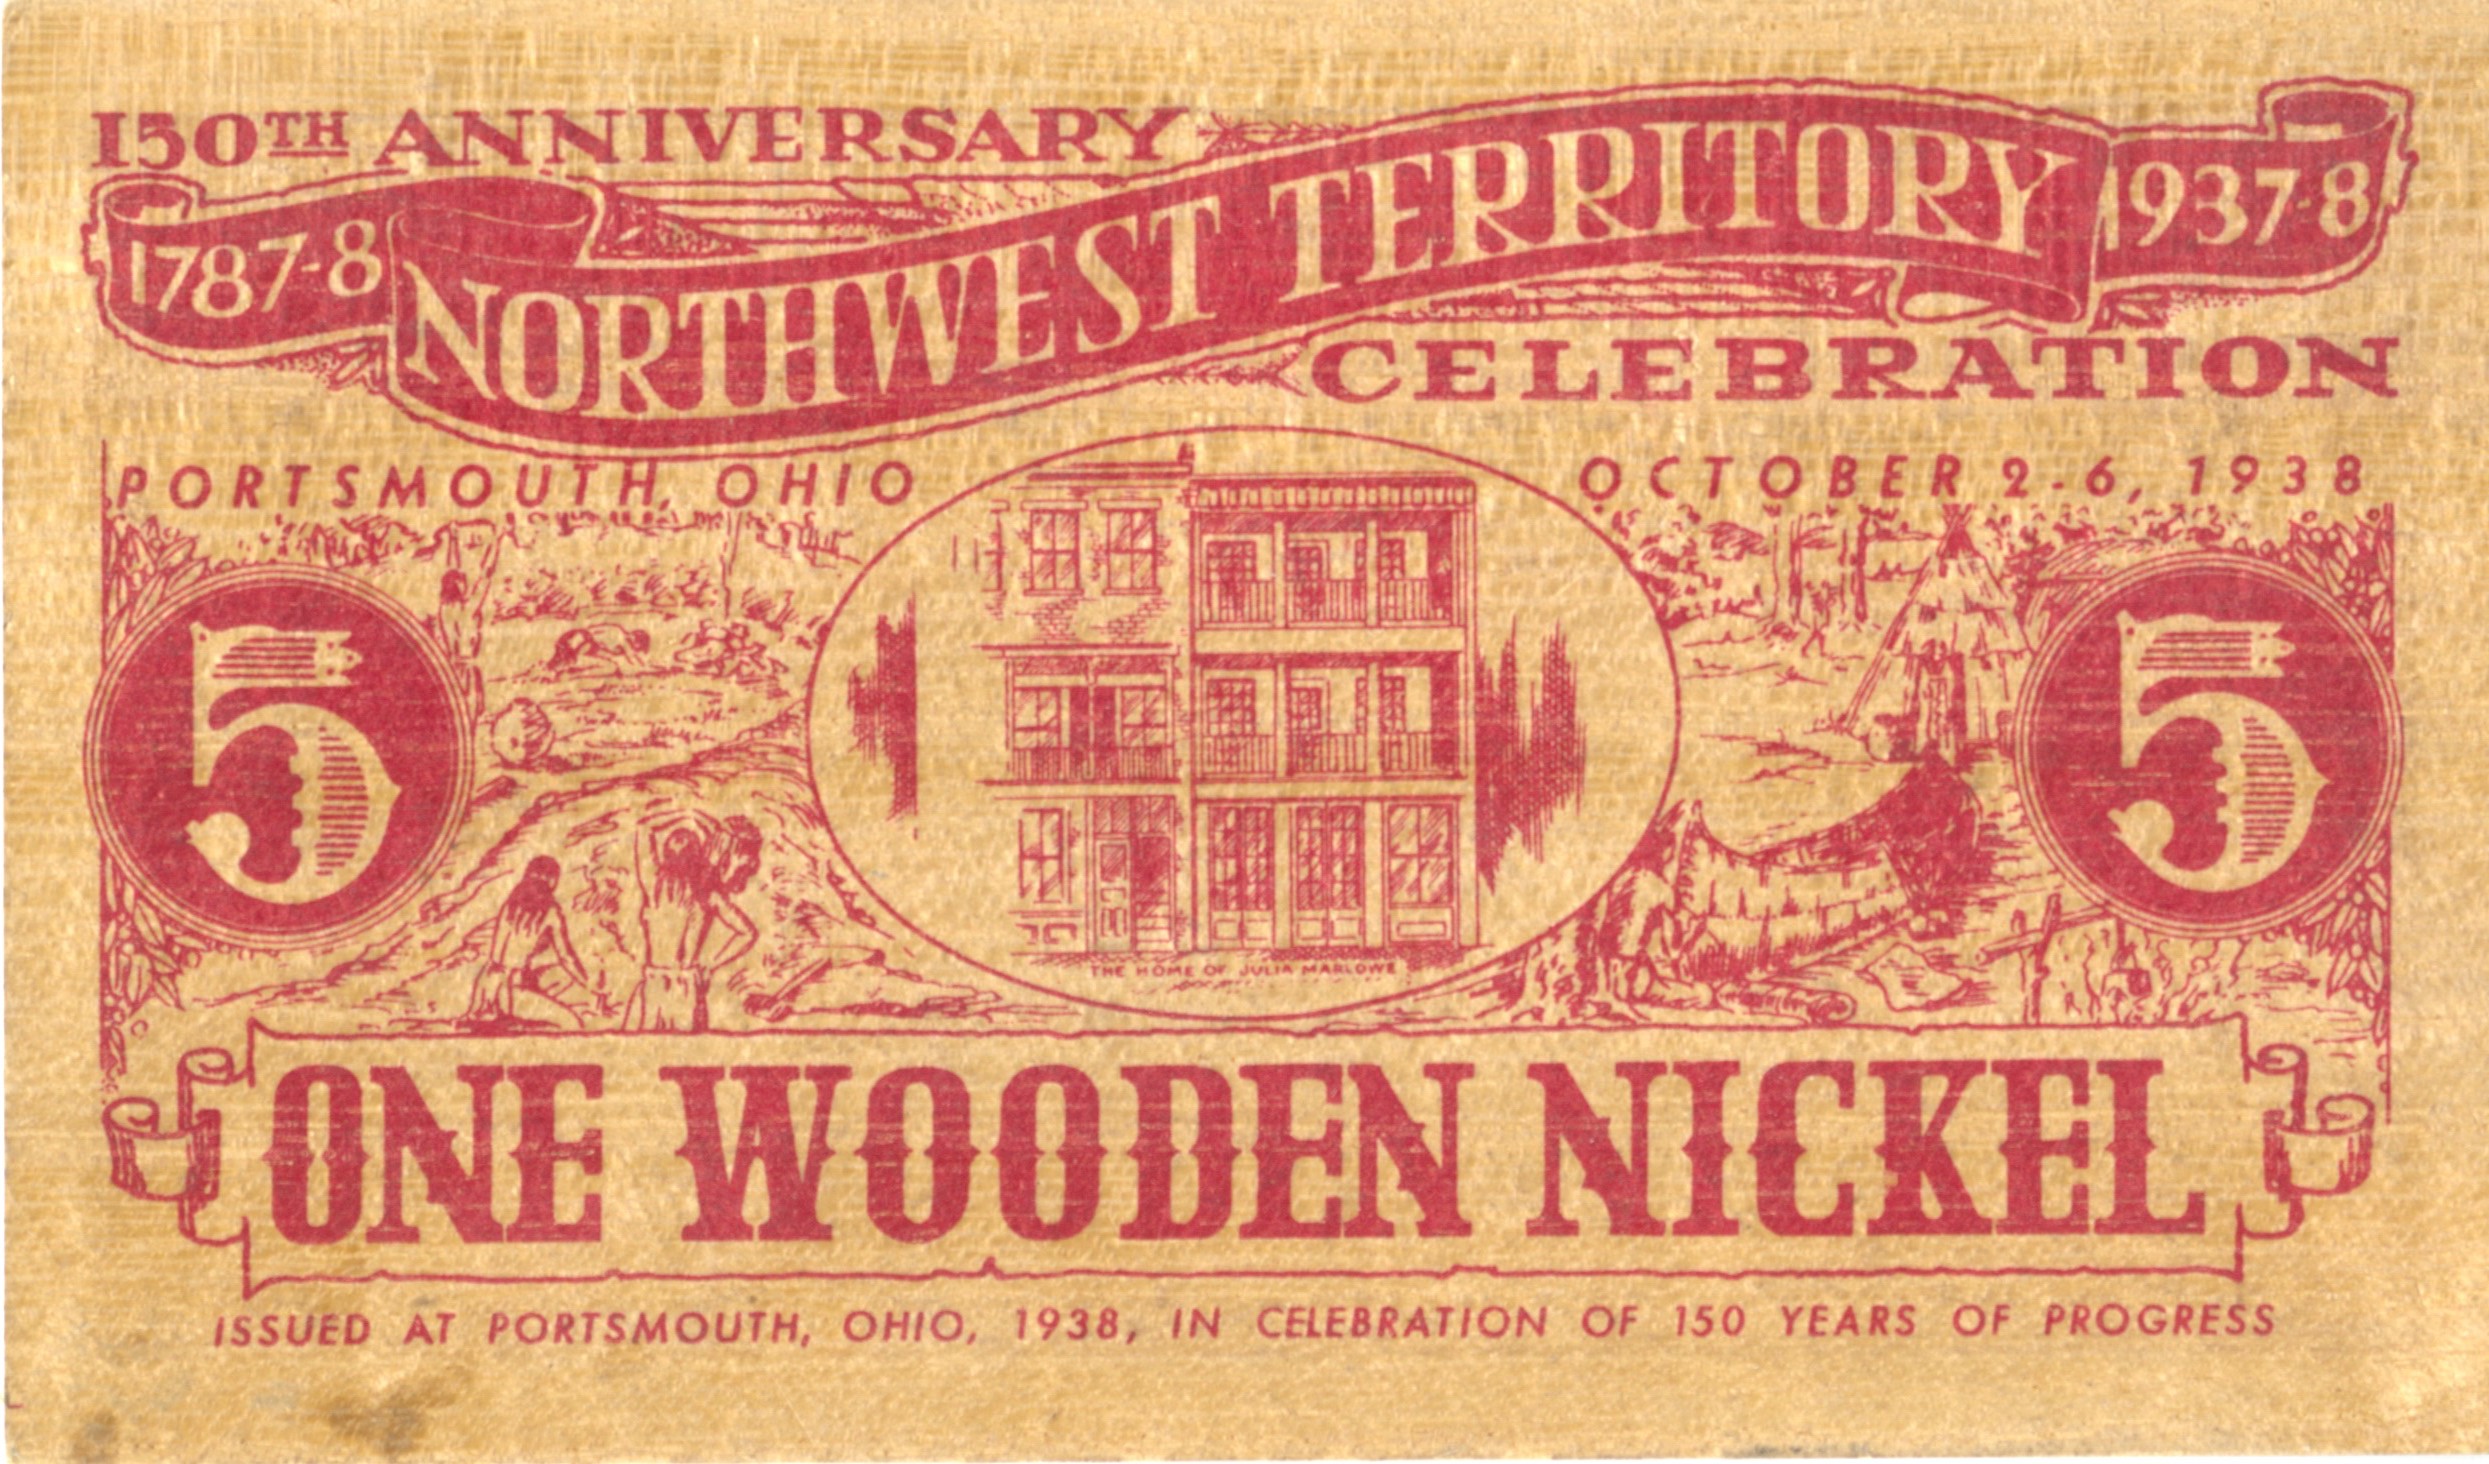 150TH ANNIVERSARY
1787-8 NORTHWEST TERRITORY 1937-8
CELEBRATION
PORTSMOUTH, OHIO
OCTOBER 2-6, 1938
5 5
THE HOME OF JULIA MARLOWE
ONE WOODEN NICKEL
ISSUED AT PORTSMOUTH, OHIO, 1938, IN CELEBRATION OF 150 YEARS OF PROGRESS